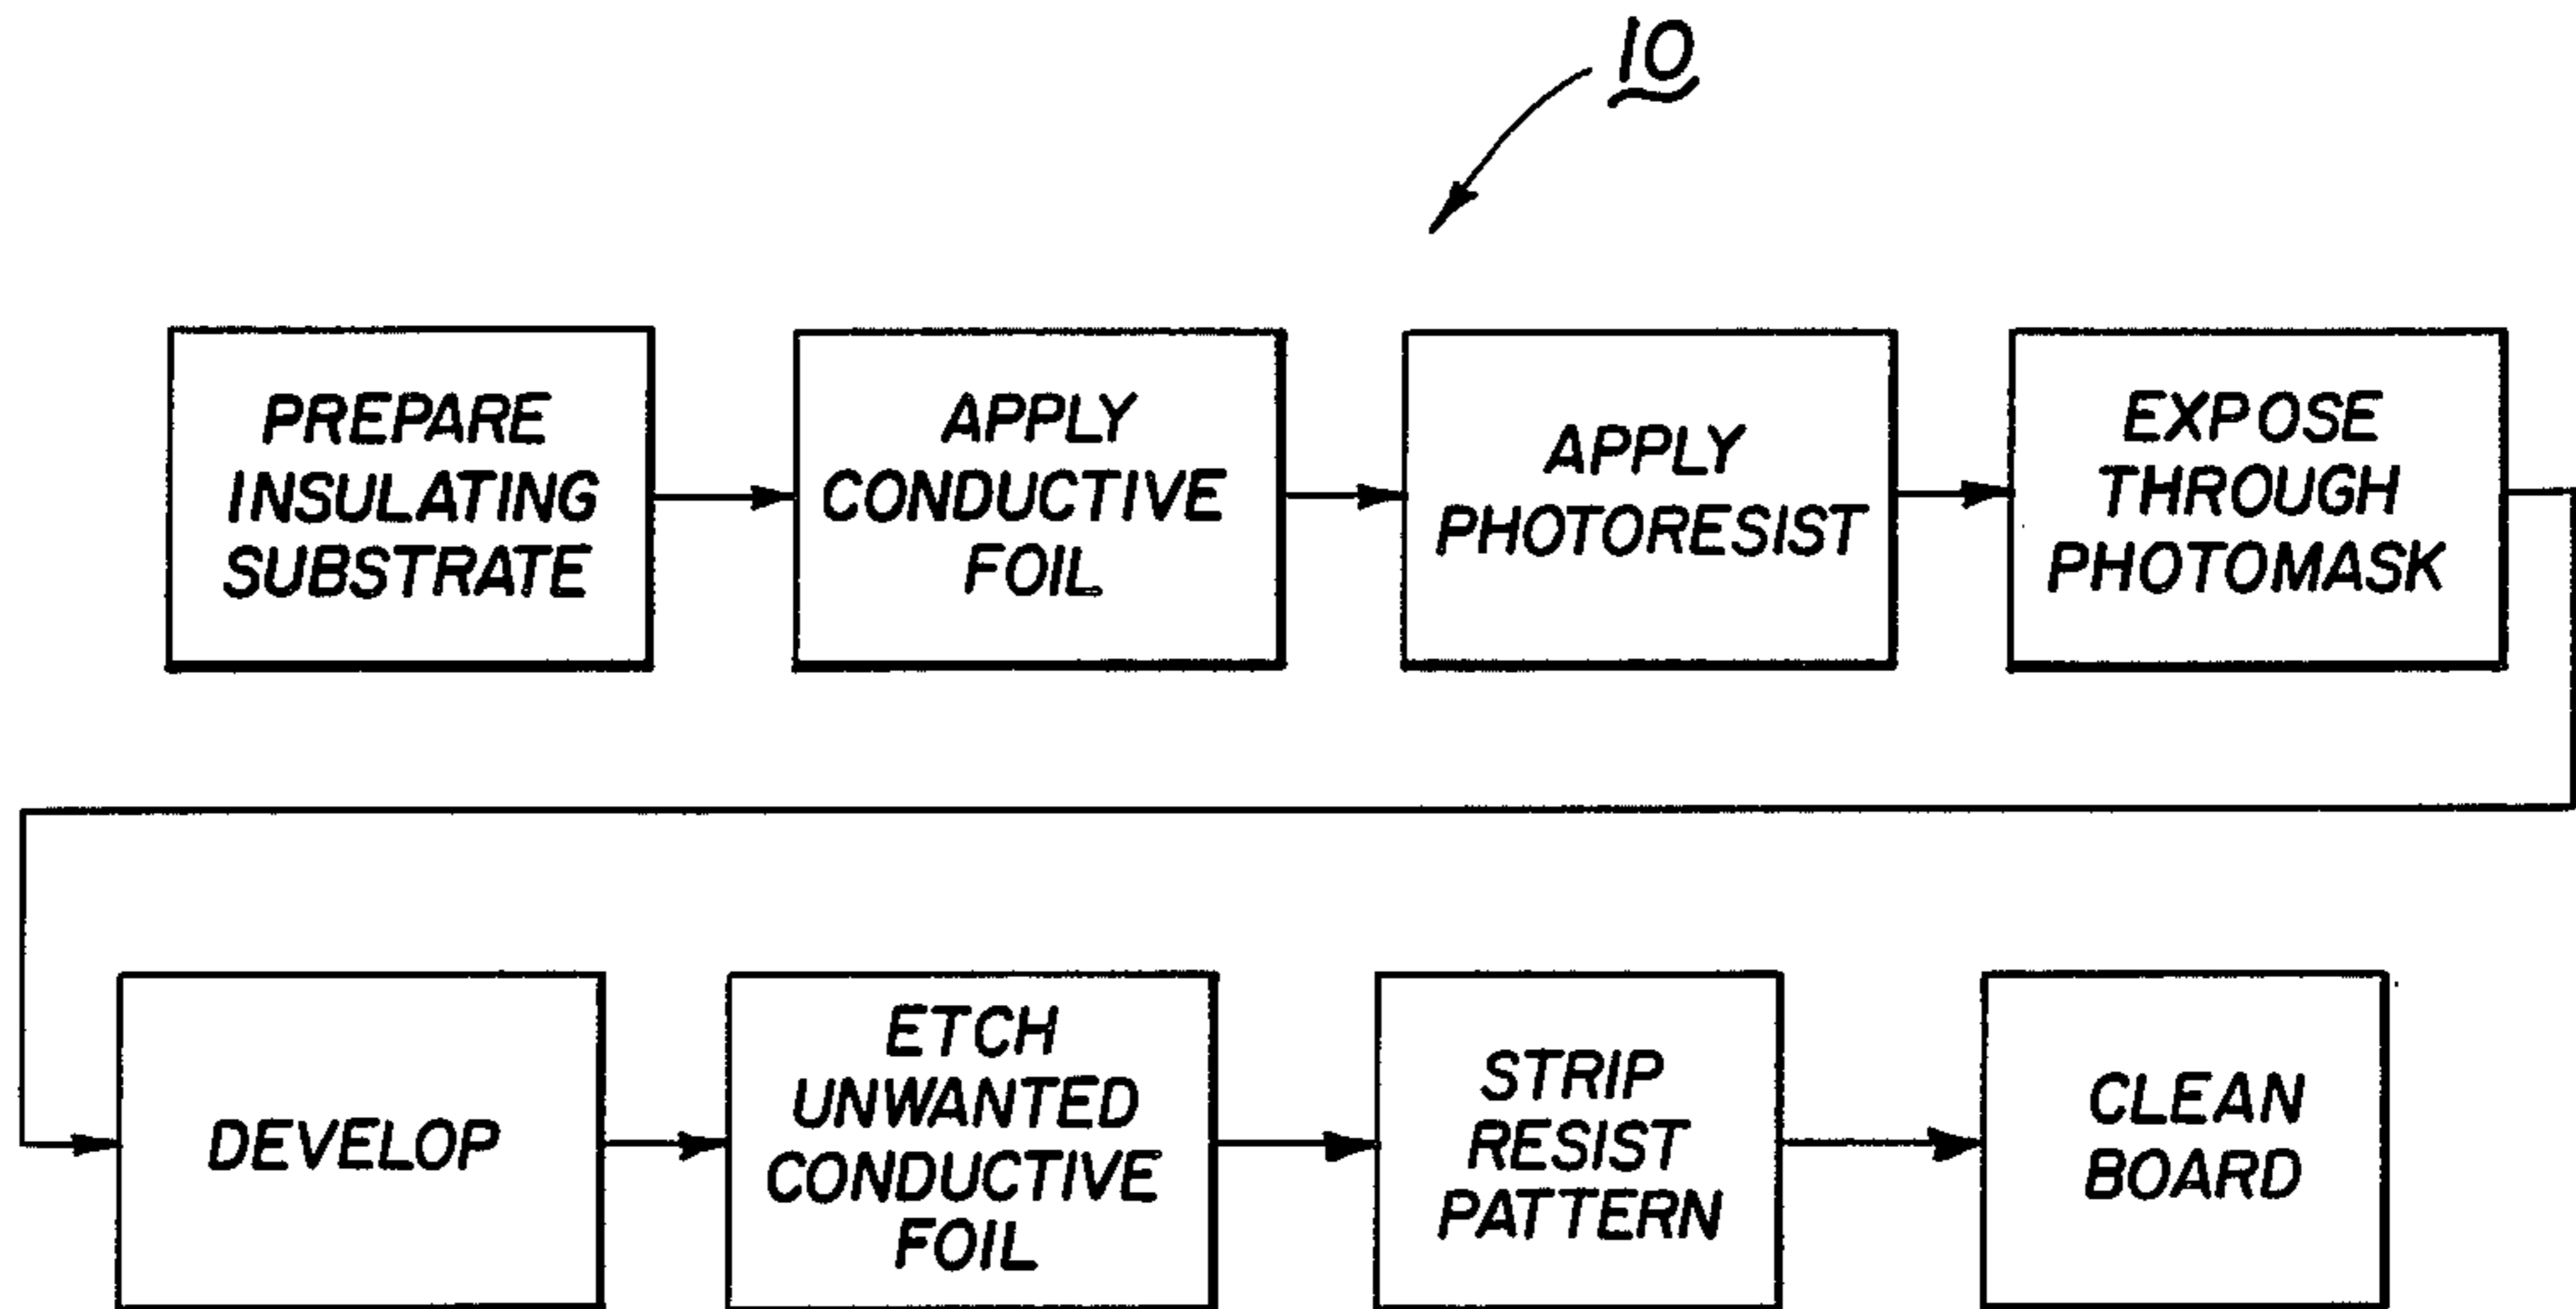 10
PREPARE
INSULATING
SUBSTRATE
APPLY
CONDUCTIVE
FOIL
APPLY
PHOTORESIST
EXPOSE
THROUGH
PHOTOMASK
DEVELOP
ETCH
UNWANTED
CONDUCTIVE
FOIL
STRIP
RESIST
PATTERN
CLEAN
BOARD